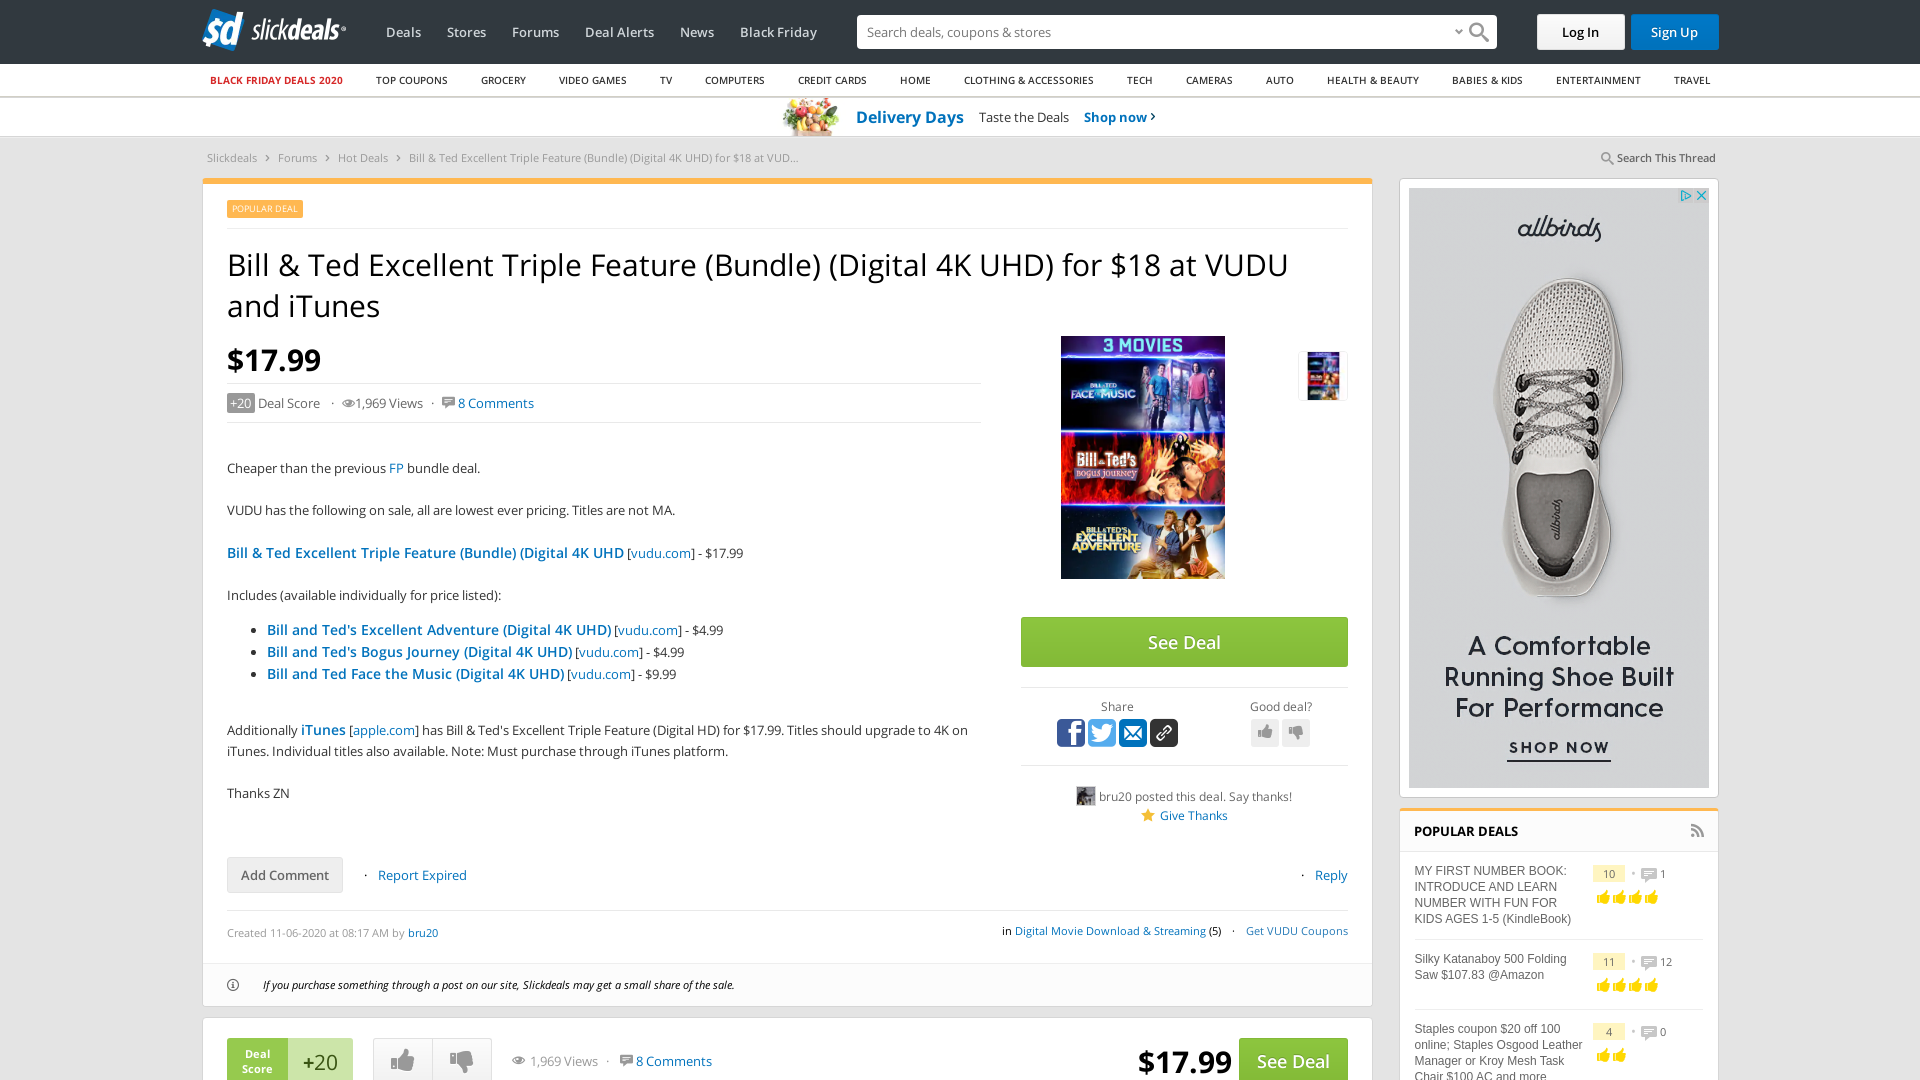 sd slickdeals
Deals Stores Forums Deal Alerts News Black Friday
Search deals, coupons & stores
Log In
Sign Up
BLACK FRIDAY DEALS 2020 TOP COUPONS GROCERY VIDEO GAMES TV COMPUTERS CREDIT CARDS HOME CLOTHING & ACCESSORIES TECH CAMERAS AUTO HEALTH & BEAUTY BABIES & KIDS ENTERTAINMENT TRAVEL
Delivery Days Taste the Deals Shop now
Slickdeals › Forums › Hot Deals › Bill & Ted Excellent Triple Feature (Bundle) (Digital 4K UHD) for $18 at VUD...
Search This Thread
POPULAR DEAL
Bill & Ted Excellent Triple Feature (Bundle) (Digital 4K UHD) for $18 at VUDU
and iTunes
$17.99
+20 Deal Score · 1,969 Views · 8 Comments
Cheaper than the previous FP bundle deal.
VUDU has the following on sale, all are lowest ever pricing. Titles are not MA.
Bill & Ted Excellent Triple Feature (Bundle) (Digital 4K UHD [vudu.com] - $17.99
Includes (available individually for price listed):
• Bill and Ted's Excellent Adventure (Digital 4K UHD) [vudu.com] - $4.99
• Bill and Ted's Bogus Journey (Digital 4K UHD) [vudu.com] - $4.99
• Bill and Ted Face the Music (Digital 4K UHD) [vudu.com] - $9.99
Additionally iTunes [apple.com] has Bill & Ted's Excellent Triple Feature (Digital HD) for $17.99. Titles should upgrade to 4K on
iTunes. Individual titles also available. Note: Must purchase through iTunes platform.
Thanks ZN
3 MOVIES
BILL & TED
FACE THE MUSIC
Bill & Ted's
BOGUS JOURNEY
BILL & TED'S
EXCELLENT
ADVENTURE
See Deal
Share
Good deal?
bru20 posted this deal. Say thanks!
Give Thanks
Add Comment · Report Expired
· Reply
Created 11-06-2020 at 08:17 AM by bru20
in Digital Movie Download & Streaming (5) · Get VUDU Coupons
If you purchase something through a post on our site, Slickdeals may get a small share of the sale.
Deal
Score
+20
1,969 Views · 8 Comments
$17.99
See Deal
allbirds
allbirds
A Comfortable
Running Shoe Built
For Performance
SHOP NOW
POPULAR DEALS
MY FIRST NUMBER BOOK:
INTRODUCE AND LEARN
NUMBER WITH FUN FOR
KIDS AGES 1-5 (KindleBook)
10 • 1
Silky Katanaboy 500 Folding
Saw $107.83 @Amazon
11 • 12
Staples coupon $20 off 100
online; Staples Osgood Leather
Manager or Kroy Mesh Task
Chair $100 AC and more
4 • 0